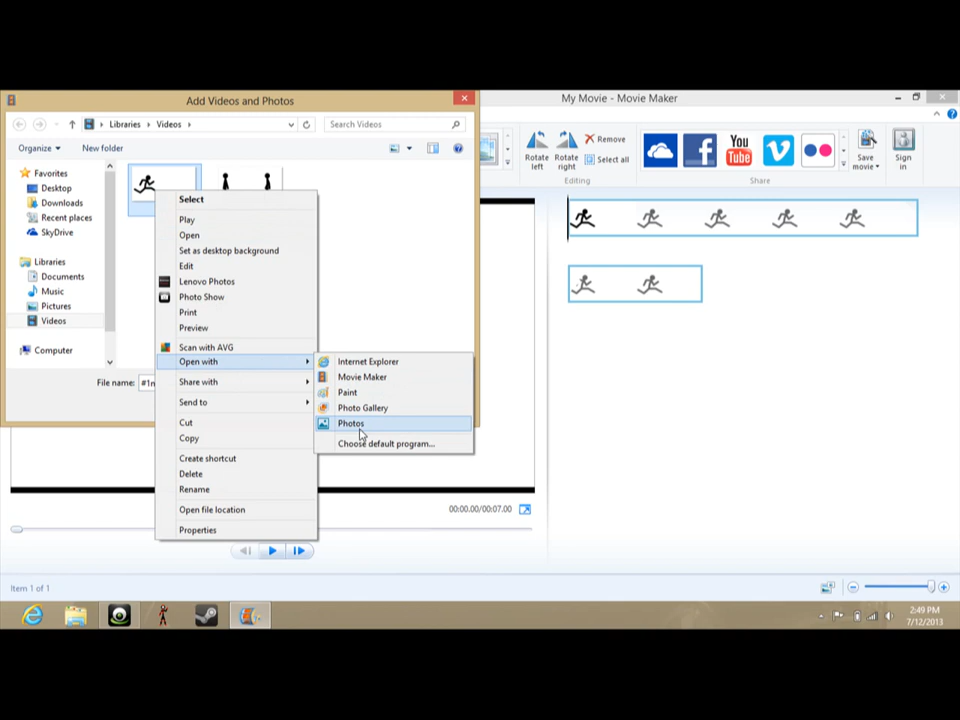 Add Videos and Photos
My Movie - Movie Maker
Libraries
Videos
Search Videos
Organize
New folder
Rotate left
Rotate right
Remove
Select all
Editing
You Tube
Share
Save movie
Sign in
Favorites
Desktop
Downloads
Recent places
SkyDrive
Libraries
Documents
Music
Pictures
Videos
Computer
File name:
Select
Play
Open
Set as desktop background
Edit
Lenovo Photos
Photo Show
Print
Preview
Scan with AVG
Open with
Share with
Send to
Cut
Copy
Create shortcut
Delete
Rename
Open file location
Properties
Internet Explorer
Movie Maker
Paint
Photo Gallery
Photos
Choose default program...
00:00.00/00:07.00
Item 1 of 1
2:49 PM
7/12/2013